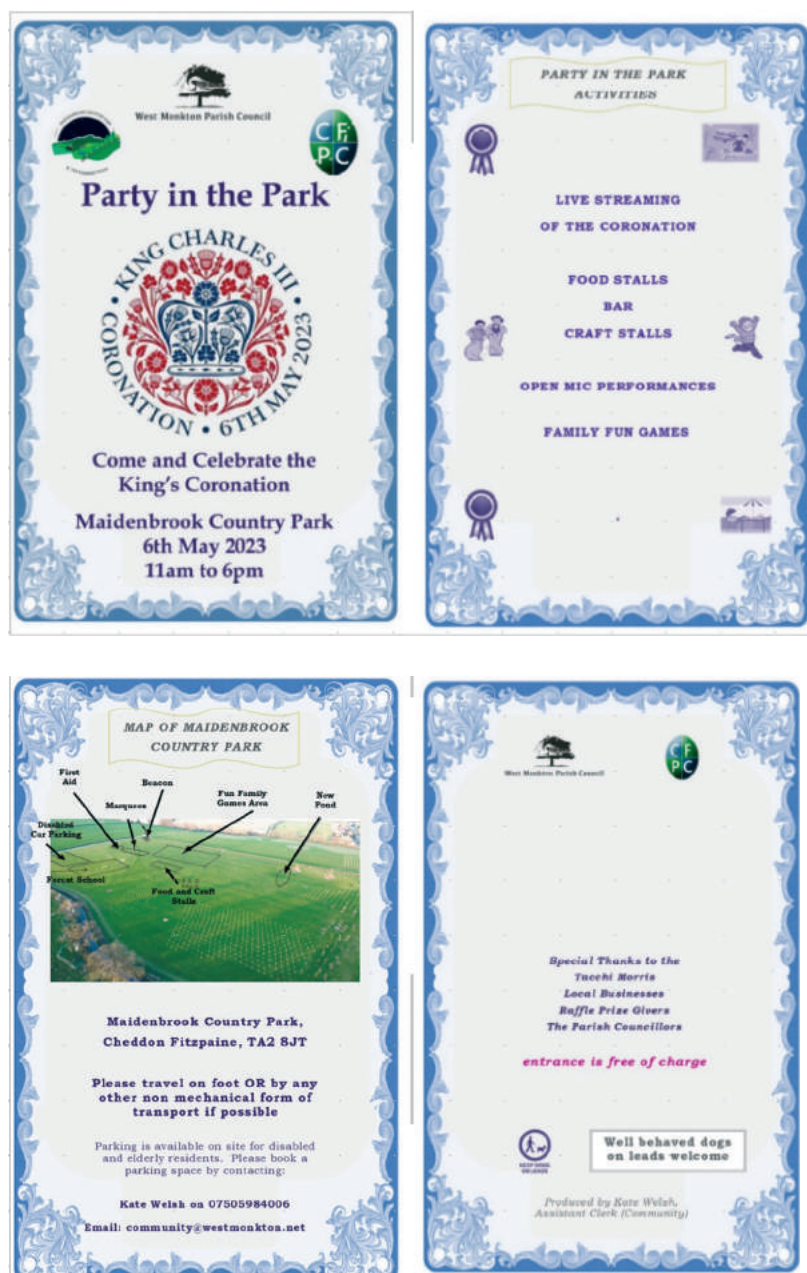 West Monkton Parish Council
C F
P C
Party in the Park
KING CHARLES III
CORONATION • 6TH MAY 2023
Come and Celebrate the
King's Coronation
Maidenbrook Country Park
6th May 2023
11am to 6pm
PARTY IN THE PARK
ACTIVITIES
LIVE STREAMING
OF THE CORONATION
FOOD STALLS
BAR
CRAFT STALLS
OPEN MIC PERFORMANCES
FAMILY FUN GAMES
MAP OF MAIDENBROOK
COUNTRY PARK
First
Aid
Beacon
Marquees
Fun Family
Games Area
New
Pond
Disabled
Car Parking
Forest School
Food and Craft
Stalls
Maidenbrook Country Park,
Cheddon Fitzpaine, TA2 8JT
Please travel on foot OR by any
other non mechanical form of
transport if possible
Parking is available on site for disabled
and elderly residents. Please book a
parking space by contacting:
Kate Welsh on 07505984006
Email: community@westmonkton.net
West Monkton Parish Council
C F
P C
Special Thanks to the
Tacchi Morris
Local Businesses
Raffle Prize Givers
The Parish Councillors
entrance is free of charge
KEEP DOGS
ON LEADS
Well behaved dogs
on leads welcome
Produced by Kate Welsh,
Assistant Clerk (Community)